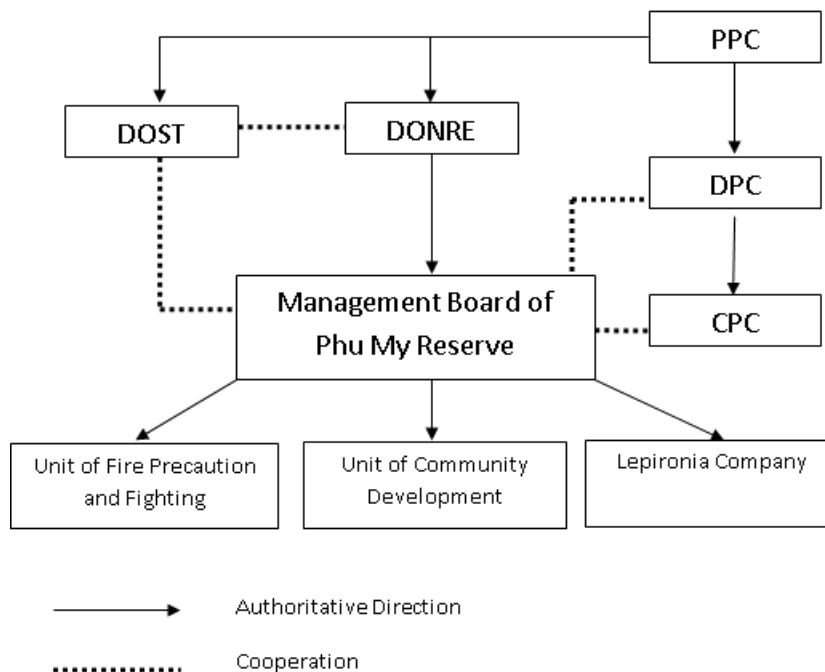 PPC
DOST
DONRE
DPC
Management Board of
Phu My Reserve
CPC
Unit of Fire Precaution
and Fighting
Unit of Community
Development
Lepironia Company
Authoritative Direction
Cooperation